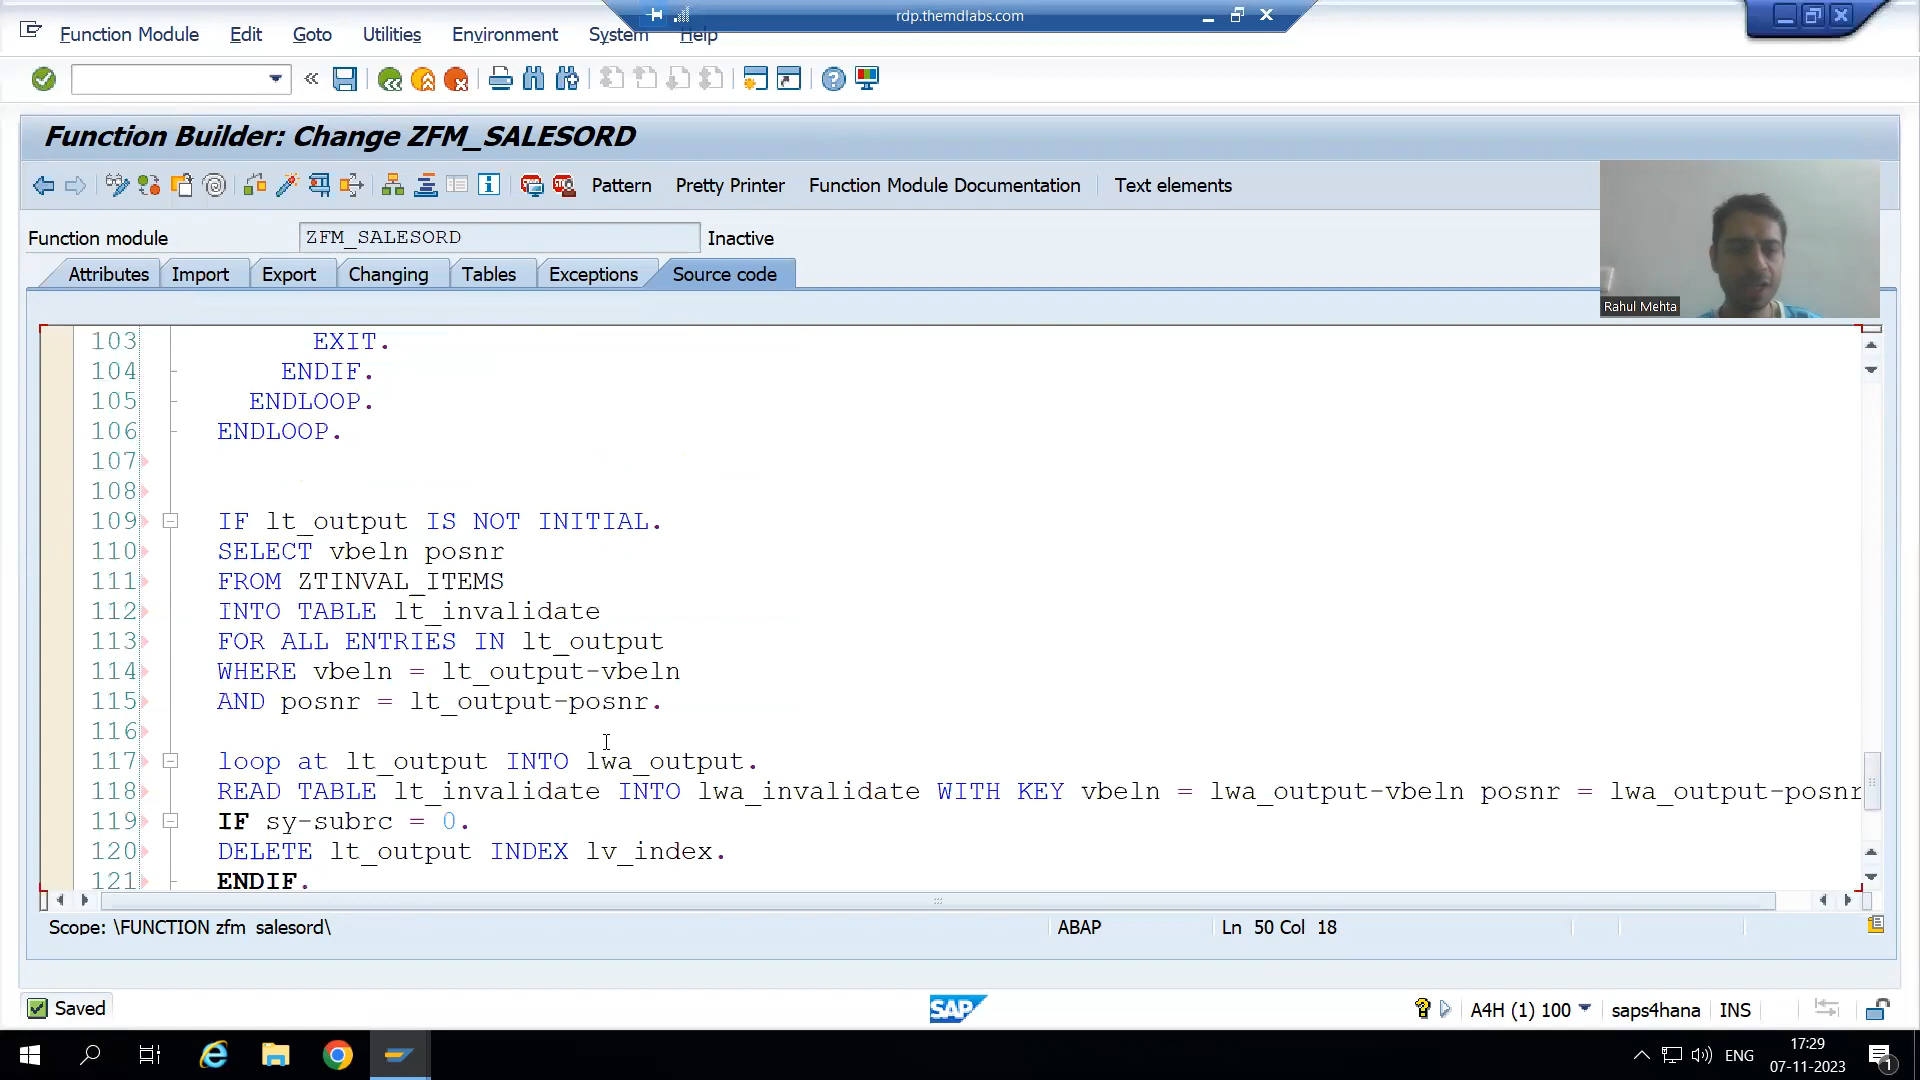 rdp.themdlabs.com
Function Module Edit Goto Utilities Environment System Help
Function Builder: Change ZFM_SALESORD
Pattern Pretty Printer Function Module Documentation Text elements
Function module ZFM_SALESORD Inactive
Attributes Import Export Changing Tables Exceptions Source code
Rahul Mehta
103 EXIT.
104 ENDIF.
105 ENDLOOP.
106 ENDLOOP.
107
108
109 IF lt_output IS NOT INITIAL.
110 SELECT vbeln posnr
111 FROM ZTINVAL_ITEMS
112 INTO TABLE lt_invalidate
113 FOR ALL ENTRIES IN lt_output
114 WHERE vbeln = lt_output-vbeln
115 AND posnr = lt_output-posnr.
116
117 loop at lt_output INTO lwa_output.
118 READ TABLE lt_invalidate INTO lwa_invalidate WITH KEY vbeln = lwa_output-vbeln posnr = lwa_output-posnr
119 IF sy-subrc = 0.
120 DELETE lt_output INDEX lv_index.
121 ENDIF.
Scope: \FUNCTION zfm_salesord\ ABAP Ln 50 Col 18
Saved SAP A4H (1) 100 saps4hana INS
ENG 17:29
07-11-2023 1